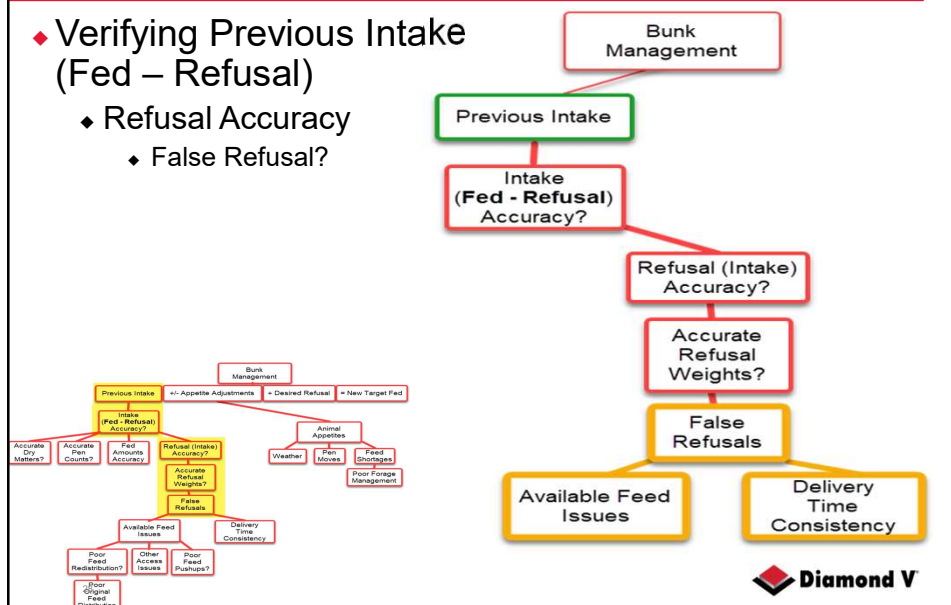 Verifying Previous Intake
(Fed – Refusal)
Refusal Accuracy
False Refusal?
Bunk
Management
Previous Intake
Intake
(Fed - Refusal)
Accuracy?
Refusal (Intake)
Accuracy?
Accurate
Refusal
Weights?
False
Refusals
Available Feed
Issues
Delivery
Time
Consistency
Bunk
Management
Previous Intake
+/- Appetite Adjustments
+ Desired Refusal
= New Target Fed
Intake
(Fed - Refusal)
Accuracy?
Animal
Appetites
Accurate
Dry
Matters?
Accurate
Pen
Counts?
Fed
Amounts
Accuracy
Refusal (Intake)
Accuracy?
Weather
Pen
Moves
Feed
Shortages
Accurate
Refusal
Weights?
Poor Forage
Management
False
Refusals
Available Feed
Issues
Delivery
Time
Consistency
Poor
Feed
Redistribution?
Other
Access
Issues
Poor
Feed
Pushups?
Poor
Original
Feed
Distribution
Diamond V